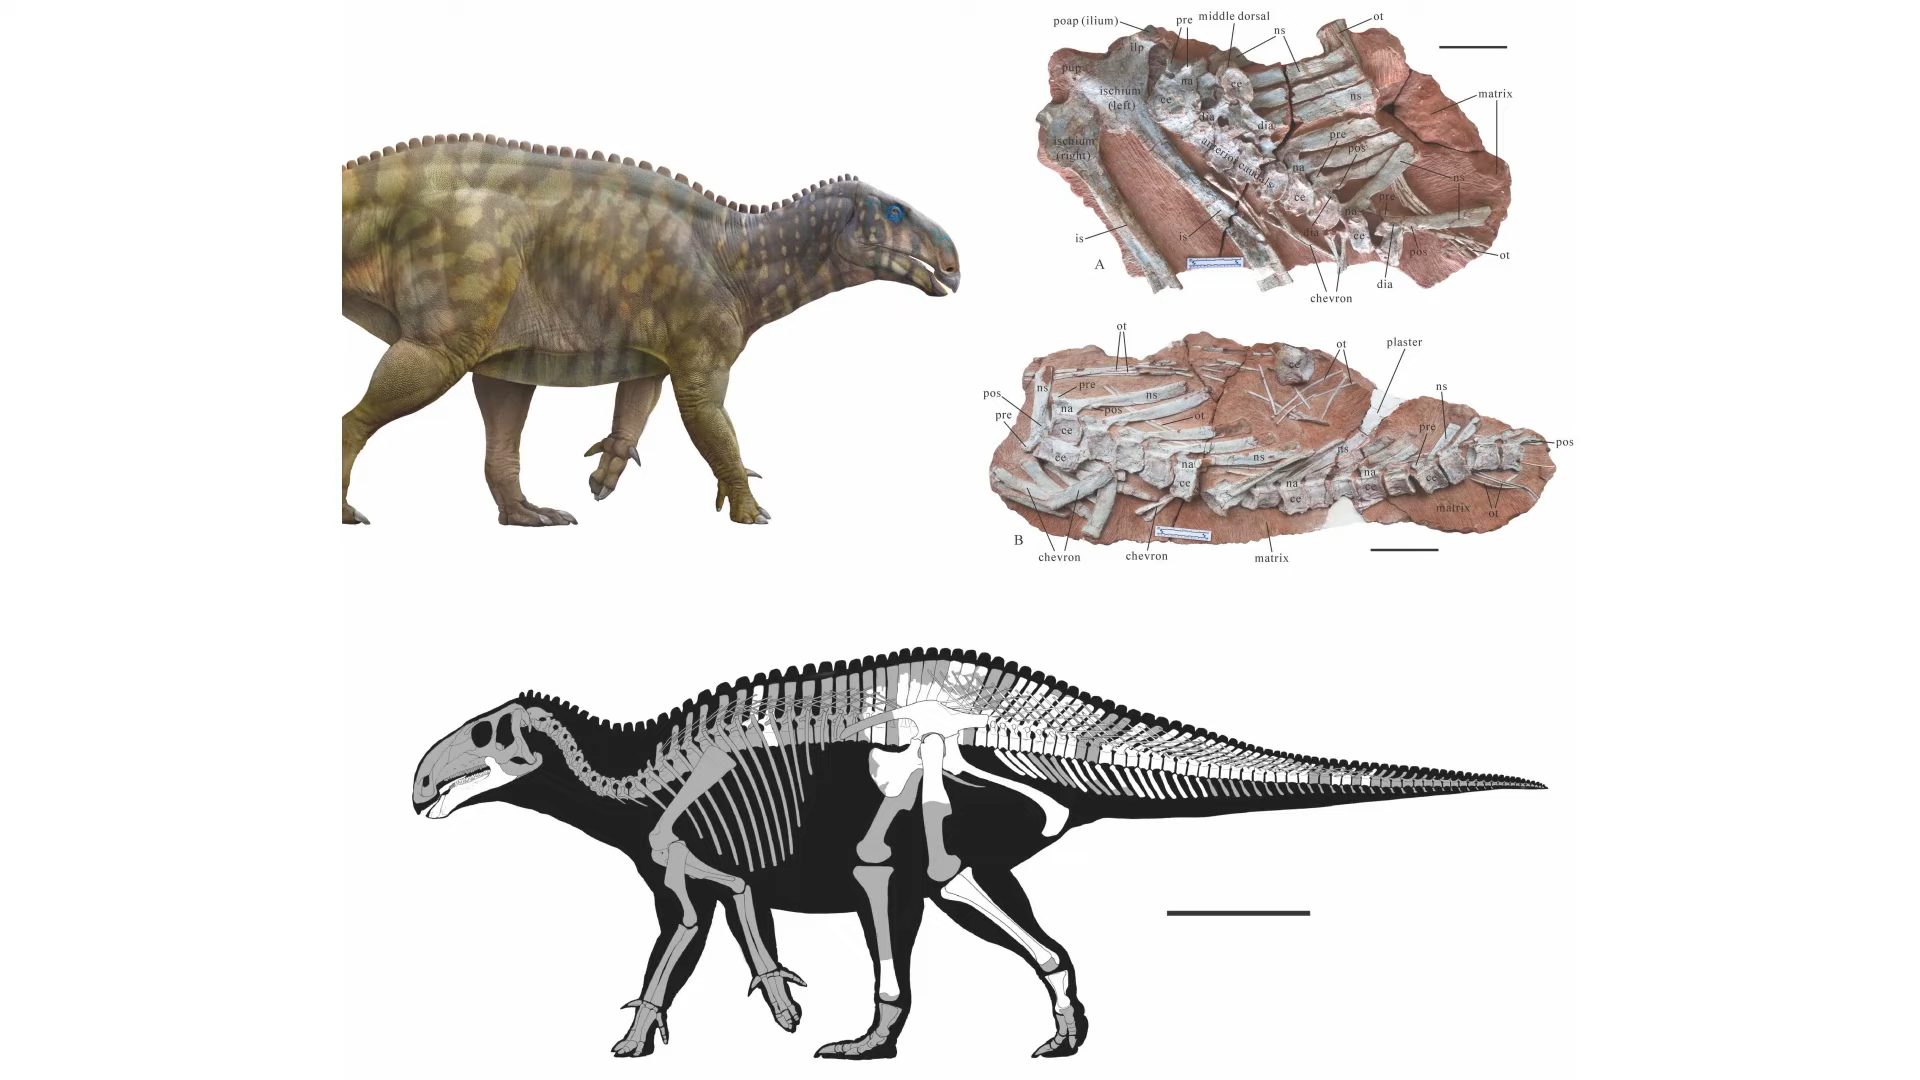 poap (ilium)
pre
middle dorsal
ns
ot
ilp
pup
na
ce
ce
ischium
(left)
ns
matrix
dia
dia
pre
ischium
(right)
pos
anterior caudals
na
ns
ce
pre
na
is
is
dia
ce
pos
ot
A
dia
chevron
ot
ot
plaster
ce
pos
ns
pre
ns
ns
pre
na
pos
ot
pre
ce
pos
ce
na
ns
ns
na
ce
na
ce
ce
ce
matrix
ot
B
chevron
chevron
matrix